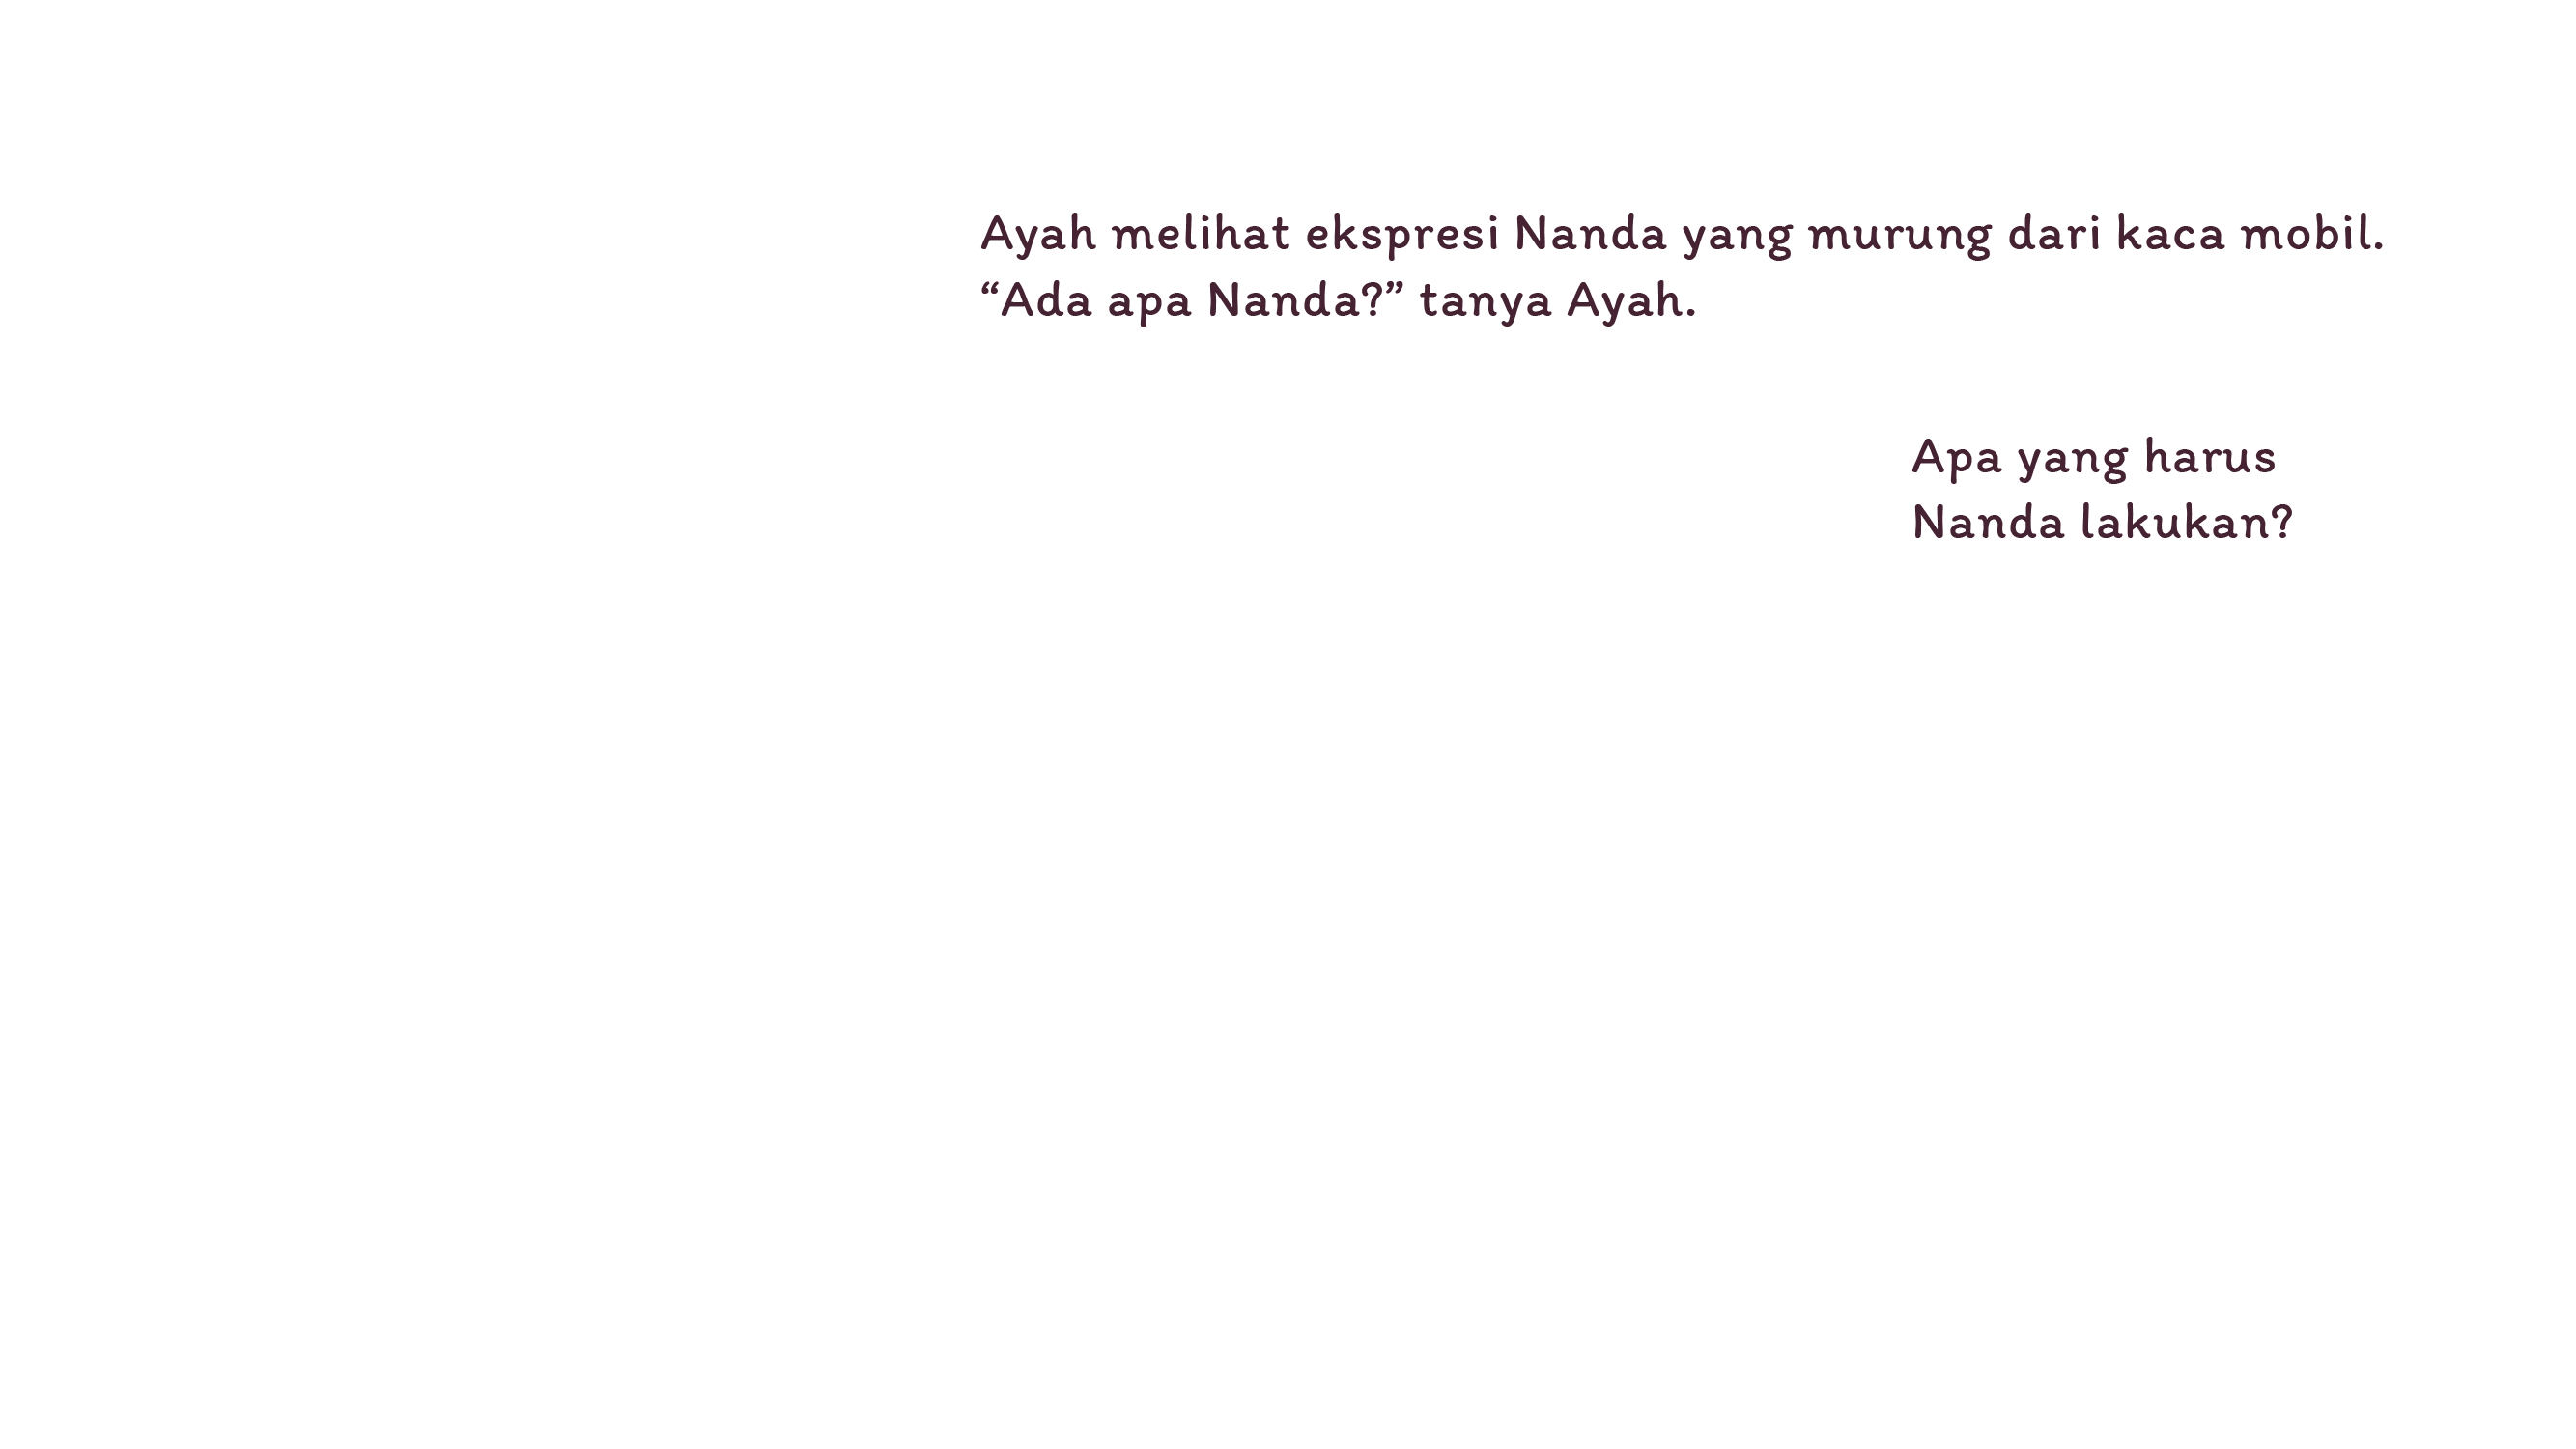 Ayah melihat ekspresi Nanda yang murung dari kaca mobil.
“Ada apa Nanda?” tanya Ayah.
Apa yang harus
Nanda lakukan?